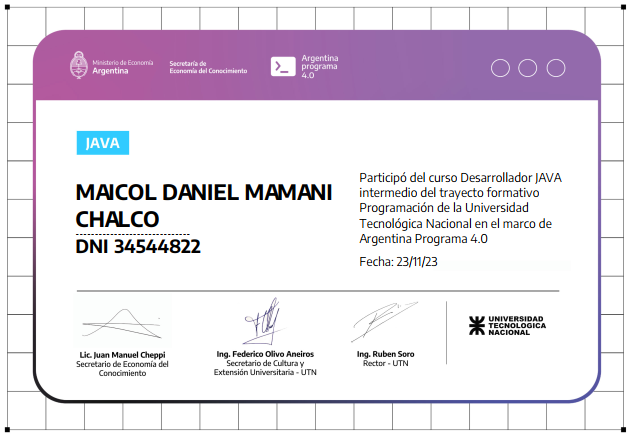 Ministerio de Economía
Argentina
Secretaría de
Economía del Conocimiento
Argentina
programa
4.0
JAVA
MAICOL DANIEL MAMANI
CHALCO
DNI 34544822
Participó del curso Desarrollador JAVA
intermedio del trayecto formativo
Programación de la Universidad
Tecnológica Nacional en el marco de
Argentina Programa 4.0
Fecha: 23/11/23
Lic. Juan Manuel Cheppi
Secretario de Economía del
Conocimiento
Ing. Federico Olivo Aneiros
Secretario de Cultura y
Extensión Universitaria - UTN
Ing. Ruben Soro
Rector - UTN
UNIVERSIDAD
TECNOLOGICA
NACIONAL